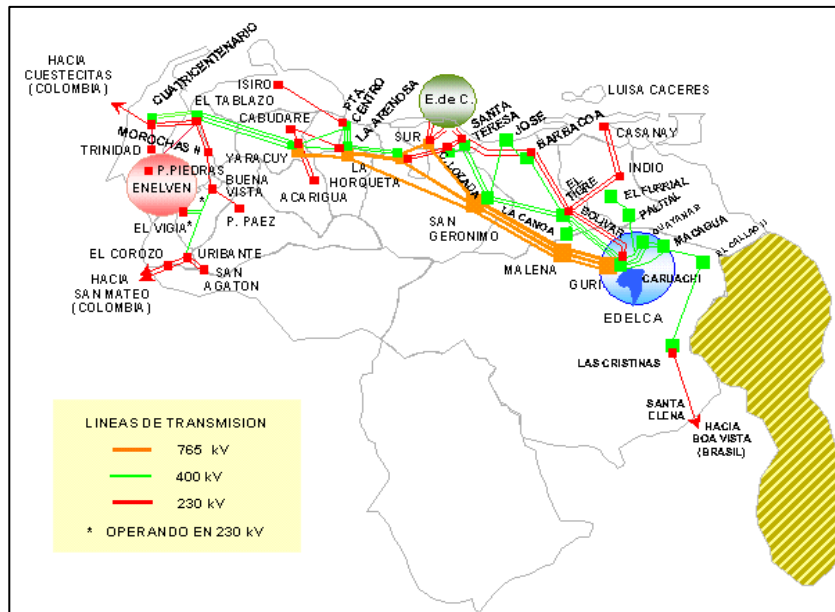 HACIA
CUESTECITAS
(COLOMBIA)
CUATRICENTENARIO
EL TABLAZO
ISIRO
CABUDARE
PTA
CENTRO
LA ARENOSA
E.de C.
SUR
SANTA
TERESA
JOSE
BARBACOA
LUISA CACERES
CASANAY
MOROCHAS II
TRINIDAD
P.PIEDRAS
ENELVEN
YARACUY
BUENA
VISTA
ACARIGUA
LA
HORQUETA
C. LOZADA
INDIO
EL
TIGRE
EL FURRIAL
PALITAL
EL VIGIA*
*
P. PAEZ
SAN
GERONIMO
LA CANOA
BOLIVAR
GUAYANA B
MACAGUA
EL CALLAO II
EL COROZO
URIBANTE
HACIA
SAN MATEO
(COLOMBIA)
SAN
AGATON
MALENA
GURI
CARUACHI
EDELCA
LAS CRISTINAS
SANTA
ELENA
HACIA
BOA VISTA
(BRASIL)
LINEAS DE TRANSMISION
765 kV
400 kV
230 kV
* OPERANDO EN 230 kV